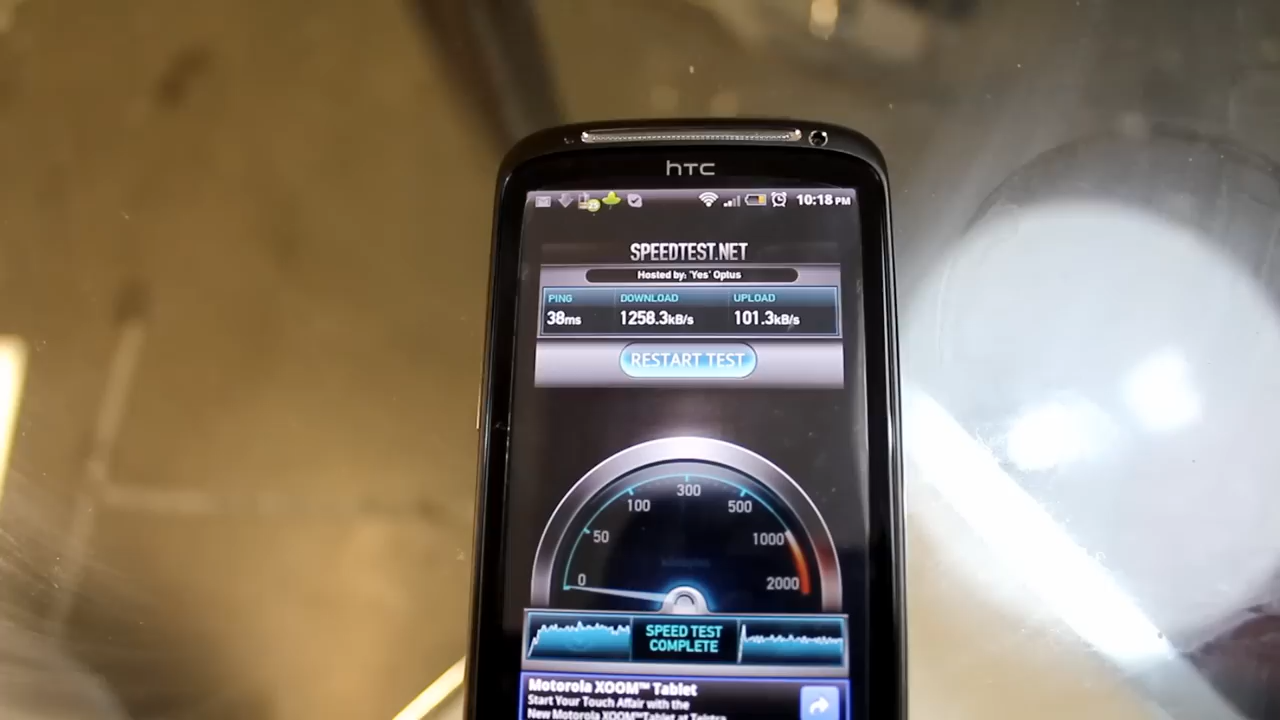 hTC
10:18 PM
SPEEDTEST.NET
Hosted by: 'Yes' Optus
PING DOWNLOAD UPLOAD
38ms 1258.3kB/s 101.3kB/s
RESTART TEST
300
100 500
50 1000
0 2000
SPEED TEST
COMPLETE
Motorola XOOM™ Tablet
Start Your Touch Affair with the
New Motorola XOOM™ Tablet at Telstra